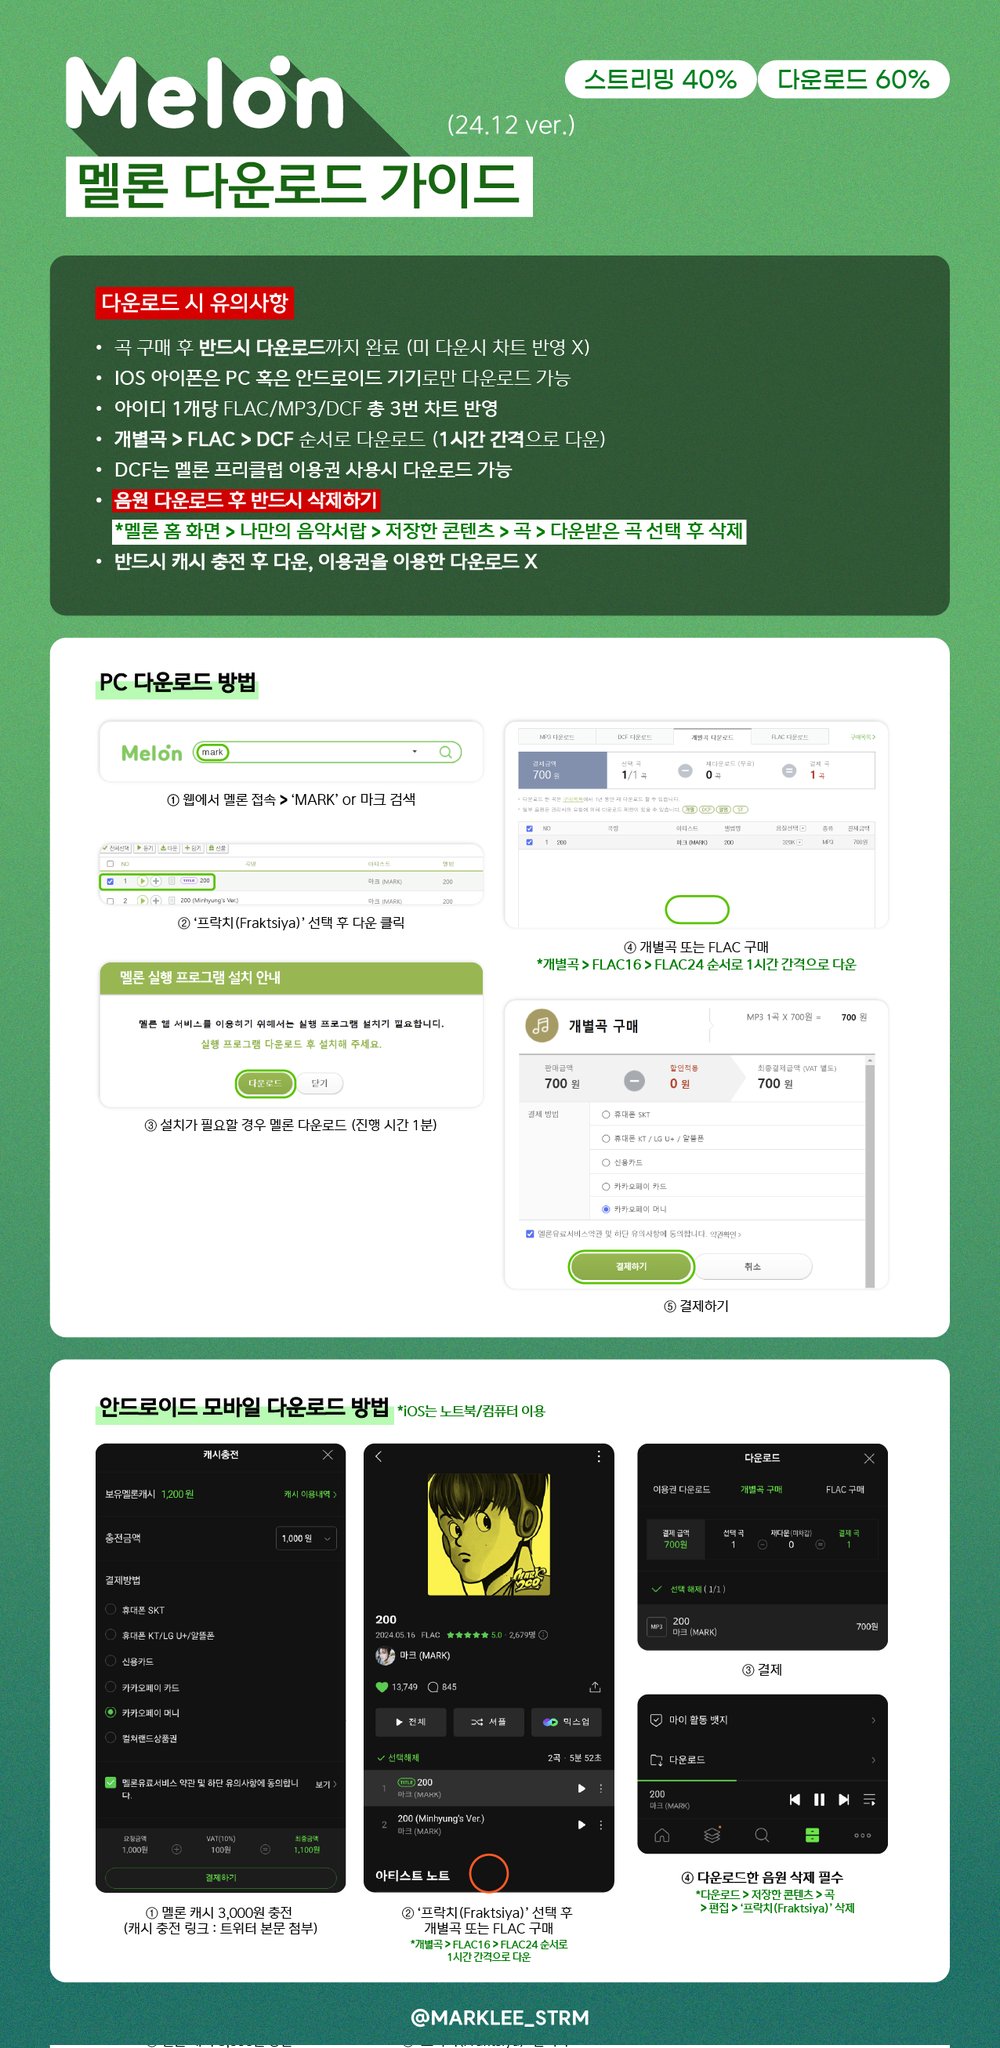 Melon
스트리밍 40%
다운로드 60%
(24.12 ver.)
멜론 다운로드 가이드
다운로드 시 유의사항
• 곡 구매 후 반드시 다운로드까지 완료 (미 다운시 차트 반영 X)
• IOS 아이폰은 PC 혹은 안드로이드 기기로만 다운로드 가능
• 아이디 1개당 FLAC/MP3/DCF 총 3번 차트 반영
• 개별곡 > FLAC > DCF 순서로 다운로드 (1시간 간격으로 다운)
• DCF는 멜론 프리클럽 이용권 사용시 다운로드 가능
• 음원 다운로드 후 반드시 삭제하기
*멜론 홈 화면 > 나만의 음악서랍 > 저장한 콘텐츠 > 곡 > 다운받은 곡 선택 후 삭제
• 반드시 캐시 충전 후 다운, 이용권을 이용한 다운로드 X
PC 다운로드 방법
Melon
mark
① 웹에서 멜론 접속 > 'MARK' or 마크 검색
전체선택 듣기 다운 담기 선물
NO 곡명 아티스트 앨범
1 TITLE 200 마크 (MARK) 200
2 200 (Minhyung's Ver.) 마크 (MARK) 200
② '프락치(Fraktsiya)' 선택 후 다운 클릭
멜론 실행 프로그램 설치 안내
멜론 웹 서비스를 이용하기 위해서는 실행 프로그램 설치가 필요합니다.
실행 프로그램 다운로드 후 설치해 주세요.
다운로드 닫기
③ 설치가 필요할 경우 멜론 다운로드 (진행 시간 1분)
MP3 다운로드 DCF 다운로드 개별곡 다운로드 FLAC 다운로드 구매목록 >
결제금액 선택 곡 재다운로드 (무료) 결제 곡
700 원 1/1 곡 0 곡 1 곡
NO 곡명 아티스트 앨범명 음질선택 종류 결제금액
1 200 마크 (MARK) 200 320K MP3 700원
④ 개별곡 또는 FLAC 구매
*개별곡 > FLAC16 > FLAC24 순서로 1시간 간격으로 다운
개별곡 구매
MP3 1곡 X 700원 = 700 원
판매금액 할인적용 최종결제금액 (VAT 별도)
700 원 0 원 700 원
결제 방법
휴대폰 SKT
휴대폰 KT / LG U+ / 알뜰폰
신용카드
카카오페이 카드
카카오페이 머니
멜론유료서비스약관 및 하단 유의사항에 동의합니다. 약관확인 >
결제하기 취소
⑤ 결제하기
안드로이드 모바일 다운로드 방법 *iOS는 노트북/컴퓨터 이용
캐시충전
보유멜론캐시 1,200원 캐시 이용내역 >
충전금액 1,000 원
결제방법
휴대폰 SKT
휴대폰 KT/LG U+/알뜰폰
신용카드
카카오페이 카드
카카오페이 머니
컬쳐랜드상품권
멜론유료서비스 약관 및 하단 유의사항에 동의합니
다.
보기 >
요청금액 VAT(10%) 최종금액
1,000원 100원 1,100원
결제하기
① 멜론 캐시 3,000원 충전
(캐시 충전 링크 : 트위터 본문 첨부)
200
2024.05.16 FLAC ★★★★★ 5.0 · 2,679명
마크 (MARK)
13,749 845
전체 셔플 믹스업
선택해제 2곡 · 5분 52초
1 TITLE 200
마크 (MARK)
2 200 (Minhyung's Ver.)
마크 (MARK)
아티스트 노트
② '프락치(Fraktsiya)' 선택 후
개별곡 또는 FLAC 구매
*개별곡 > FLAC16 > FLAC24 순서로
1시간 간격으로 다운
다운로드
이용권 다운로드 개별곡 구매 FLAC 구매
결제 금액 선택 곡 재다운(미차감) 결제 곡
700원 1 0 1
선택 해제 ( 1/1 )
MP3 200
마크 (MARK)
700원
③ 결제
마이 활동 뱃지
다운로드
200
마크 (MARK)
④ 다운로드한 음원 삭제 필수
*다운로드 > 저장한 콘텐츠 > 곡
> 편집 > '프락치(Fraktsiya)' 삭제
@MARKLEE_STRM